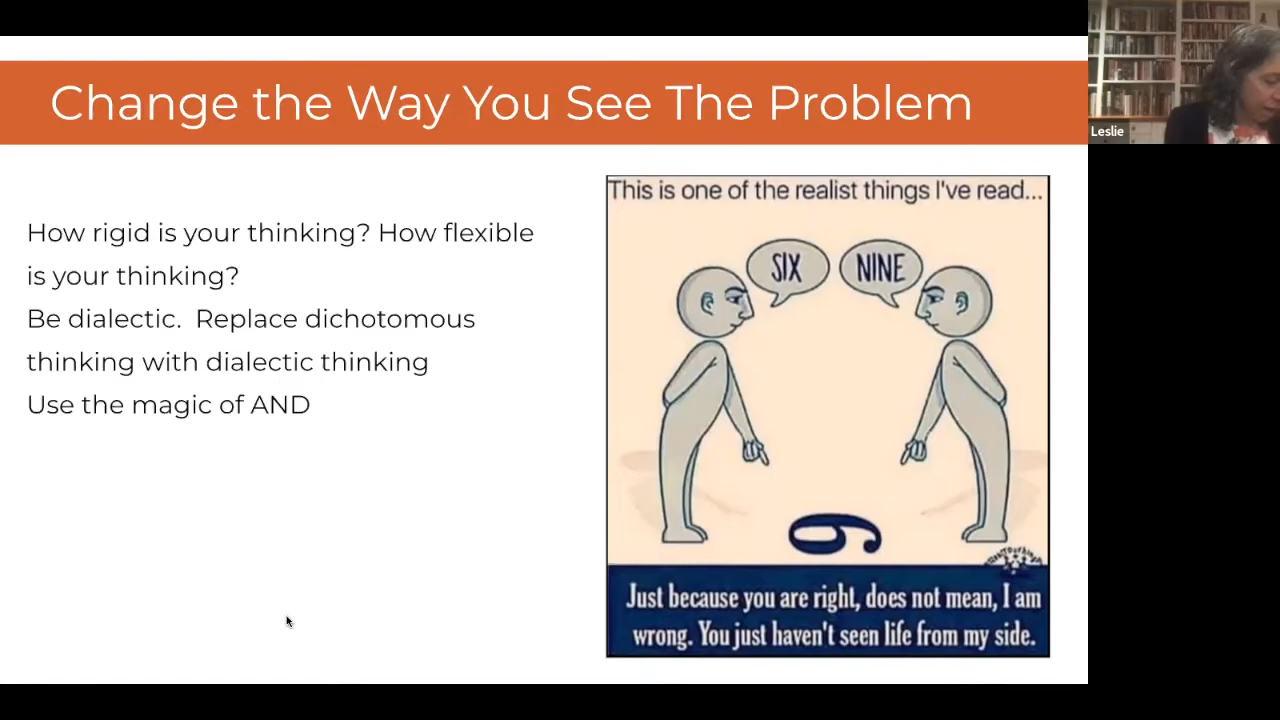 Change the Way You See The Problem
Leslie
How rigid is your thinking? How flexible
is your thinking?
Be dialectic. Replace dichotomous
thinking with dialectic thinking
Use the magic of AND
This is one of the realist things I've read...
SIX
NINE
6
Just because you are right, does not mean, I am
wrong. You just haven't seen life from my side.